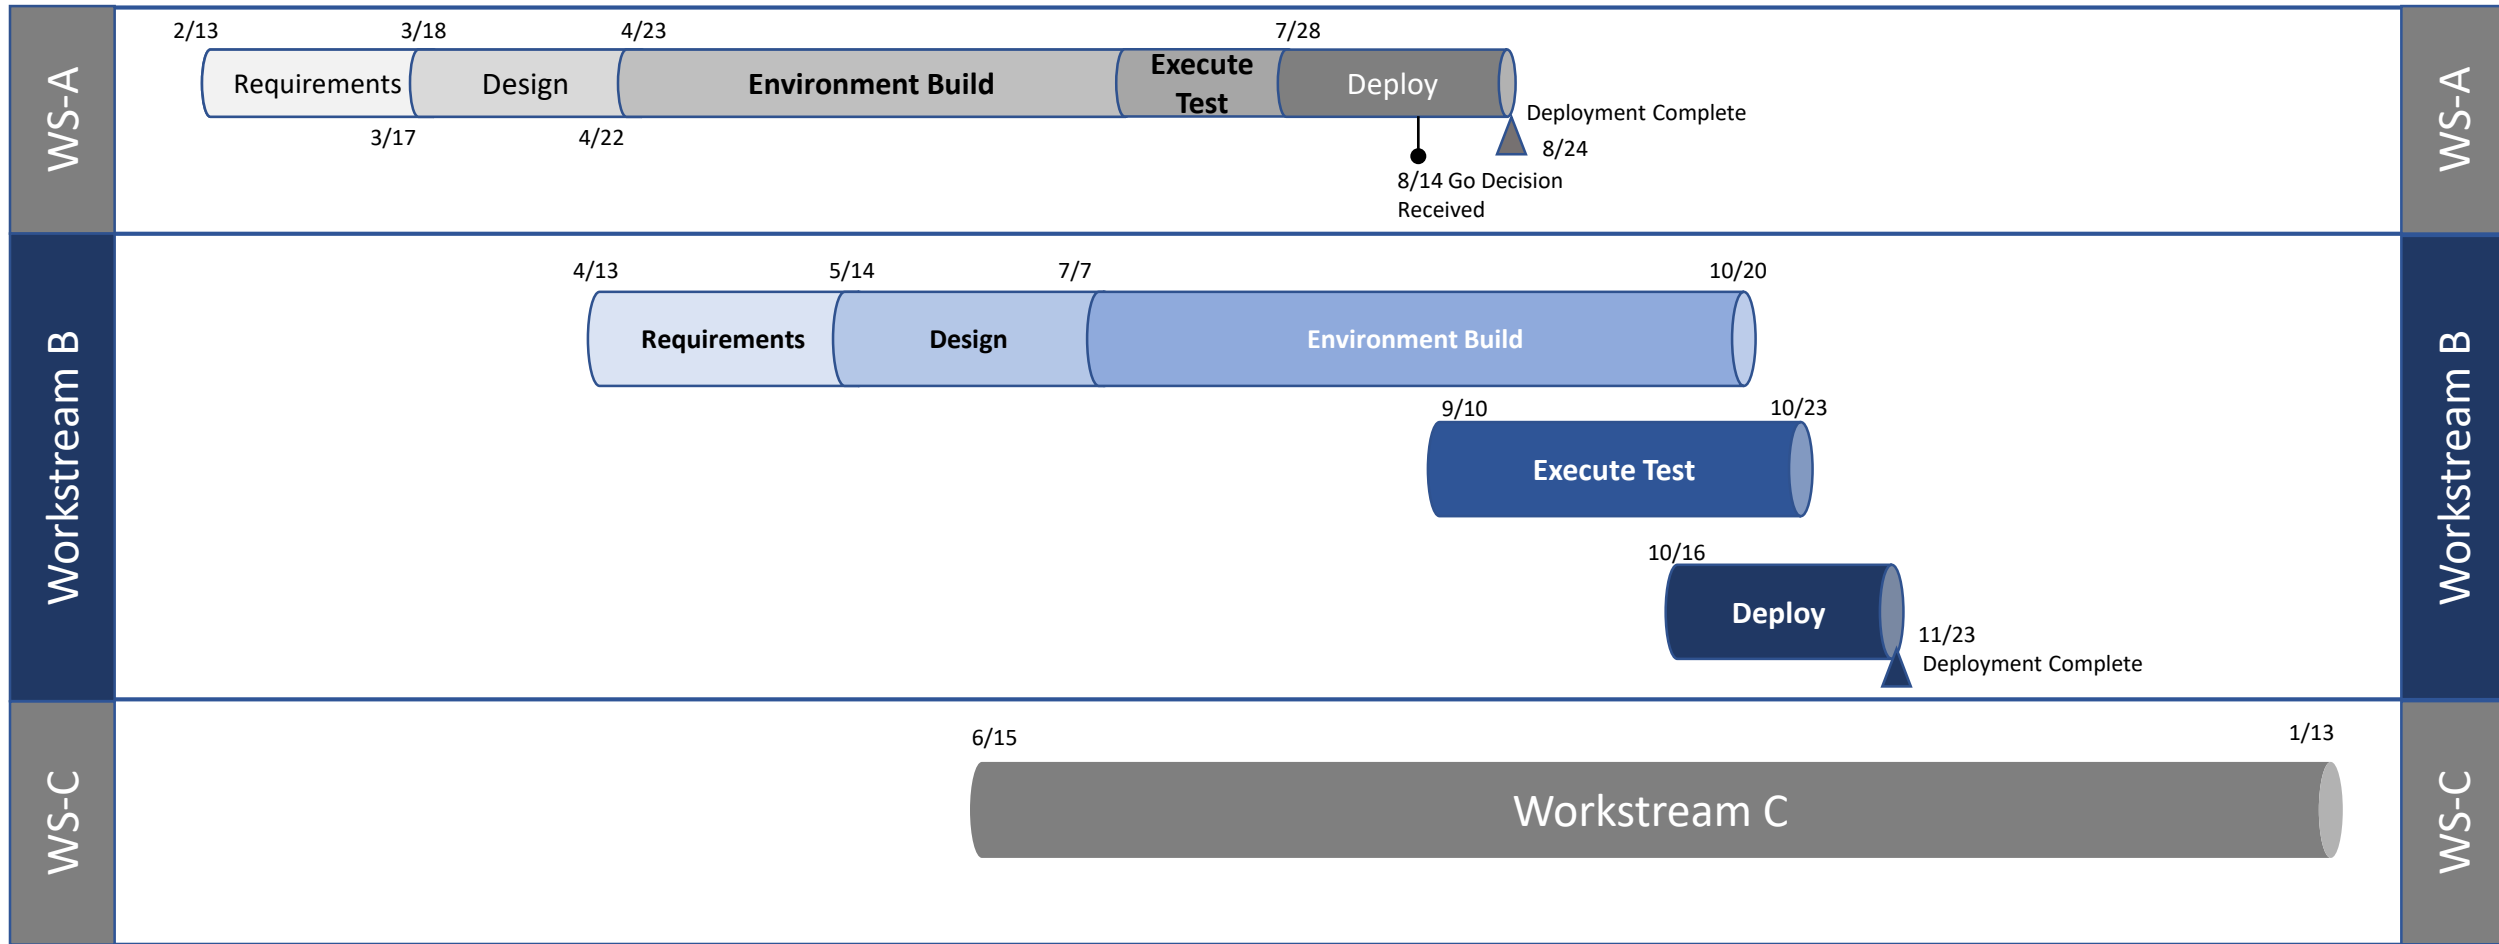 WS-A
2/13
3/18
4/23
7/28
Requirements
Design
Environment Build
Execute
Test
Deploy
3/17
4/22
Deployment Complete
8/24
8/14 Go Decision
Received
WS-A
Workstream B
4/13
5/14
7/7
10/20
Requirements
Design
Environment Build
9/10
10/23
Execute Test
10/16
Deploy
11/23
Deployment Complete
Workstream B
WS-C
6/15
1/13
Workstream C
WS-C